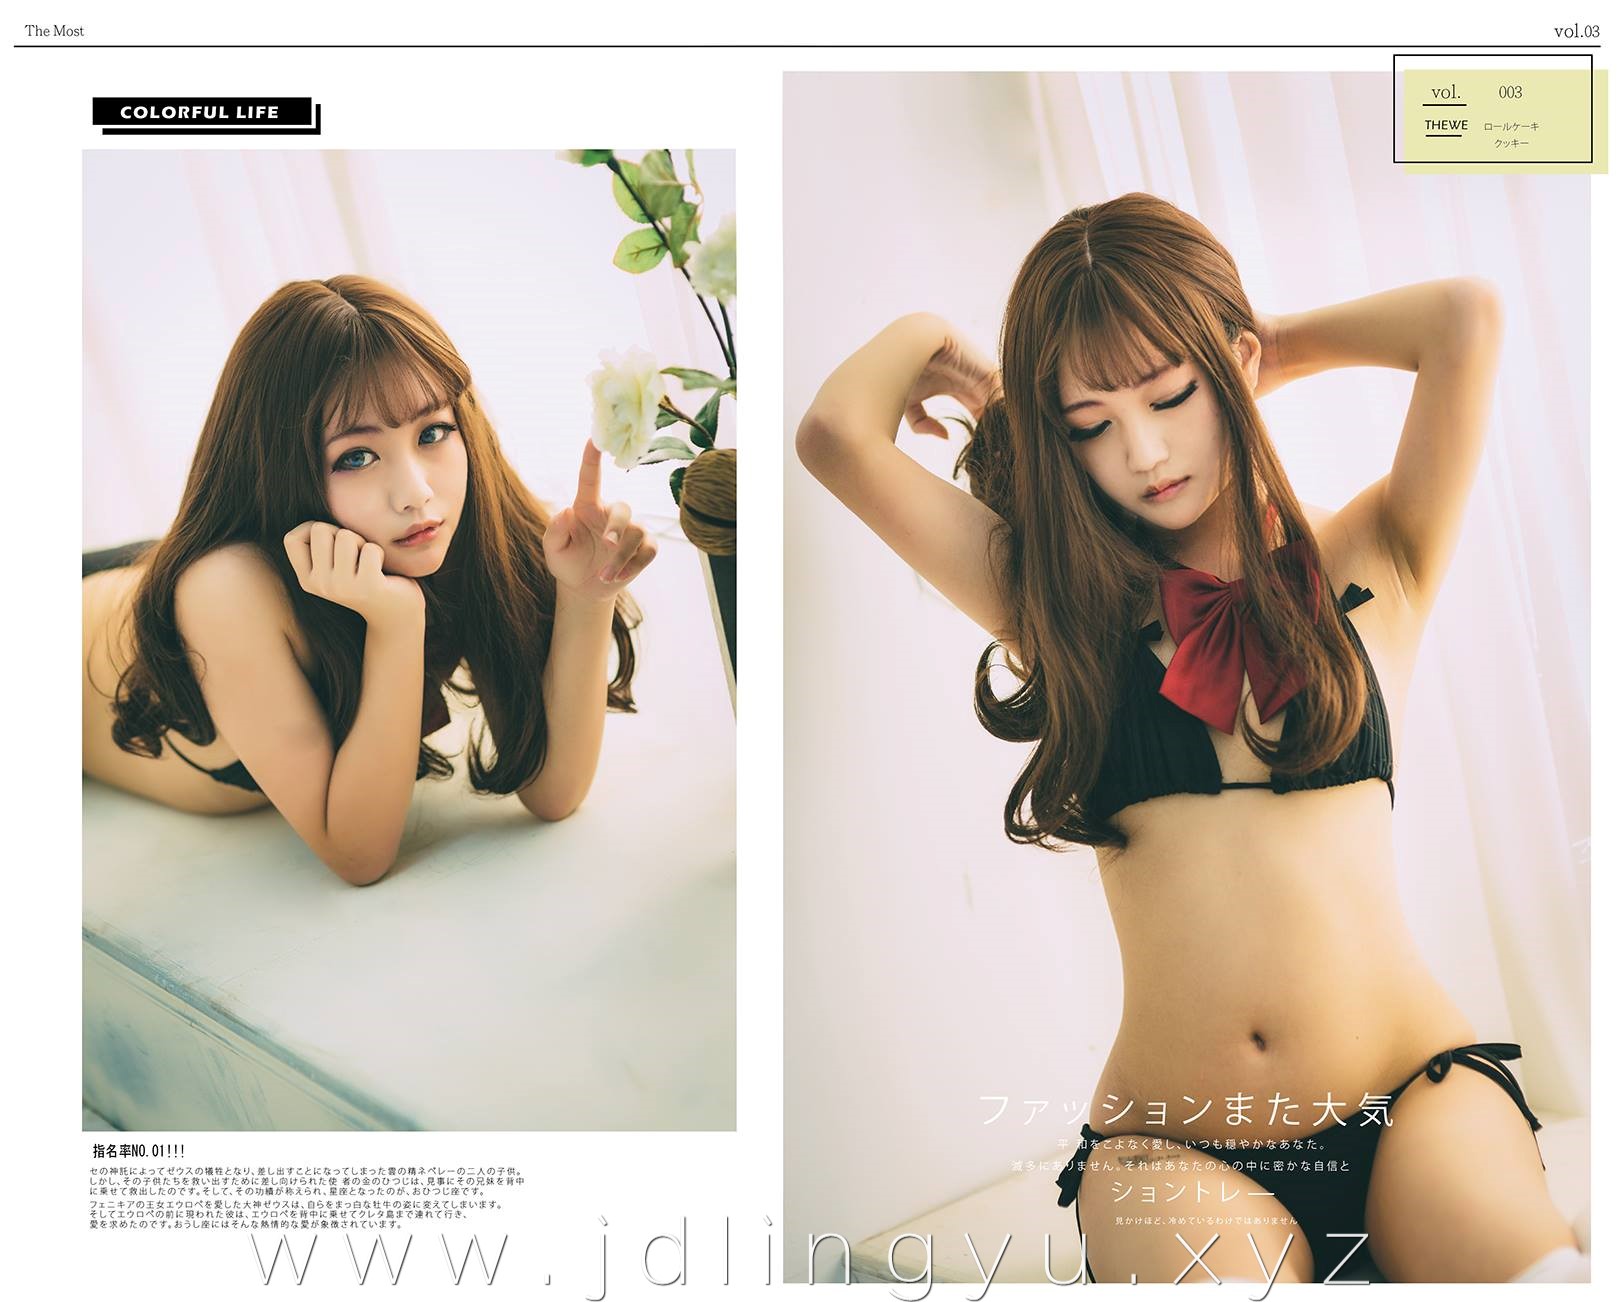 The Most
vol.03
COLORFUL LIFE
vol. 003
THEWE ロールケーキ
クッキー
指名率NO.01!!!
セの神託によってゼウスの犠牲となり、差し出すことになってしまった雲の精ネペレーの二人の子供。
しかし、その子供たちを救い出すために差し向けられた使 者の金のひつじは、見事にその兄妹を背中
に乗せて救出したのです。そして、その功績が称えられ、星座となったのが、おひつじ座です。
フェニキアの王女エウロペを愛した大神ゼウスは、自らをまっ白な牡牛の姿に変えてしまいます。
そしてエウロペの前に現われた彼は、エウロペを背中に乗せてクレタ島まで連れて行き、
愛を求めたのです。おうし座にはそんな熱情的な愛が象徴されています。
ファッションまた大気
平 和をこよなく愛し、いつも穏やかなあなた。
滅多にありません。それはあなたの心の中に密かな自信と
ショントレー
見かけほど、冷めているわけではありません
www.jdlingyu.xyz